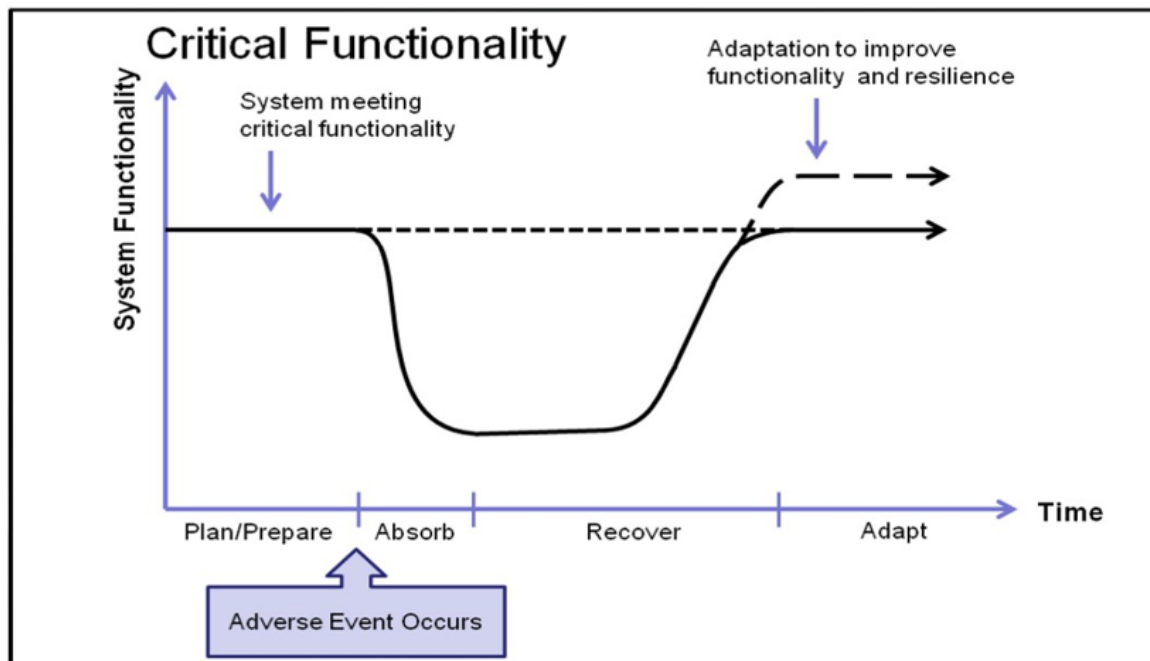 Critical Functionality
Adaptation to improve
functionality and resilience
System meeting
critical functionality
System Functionality
Time
Plan/Prepare
Absorb
Recover
Adapt
Adverse Event Occurs